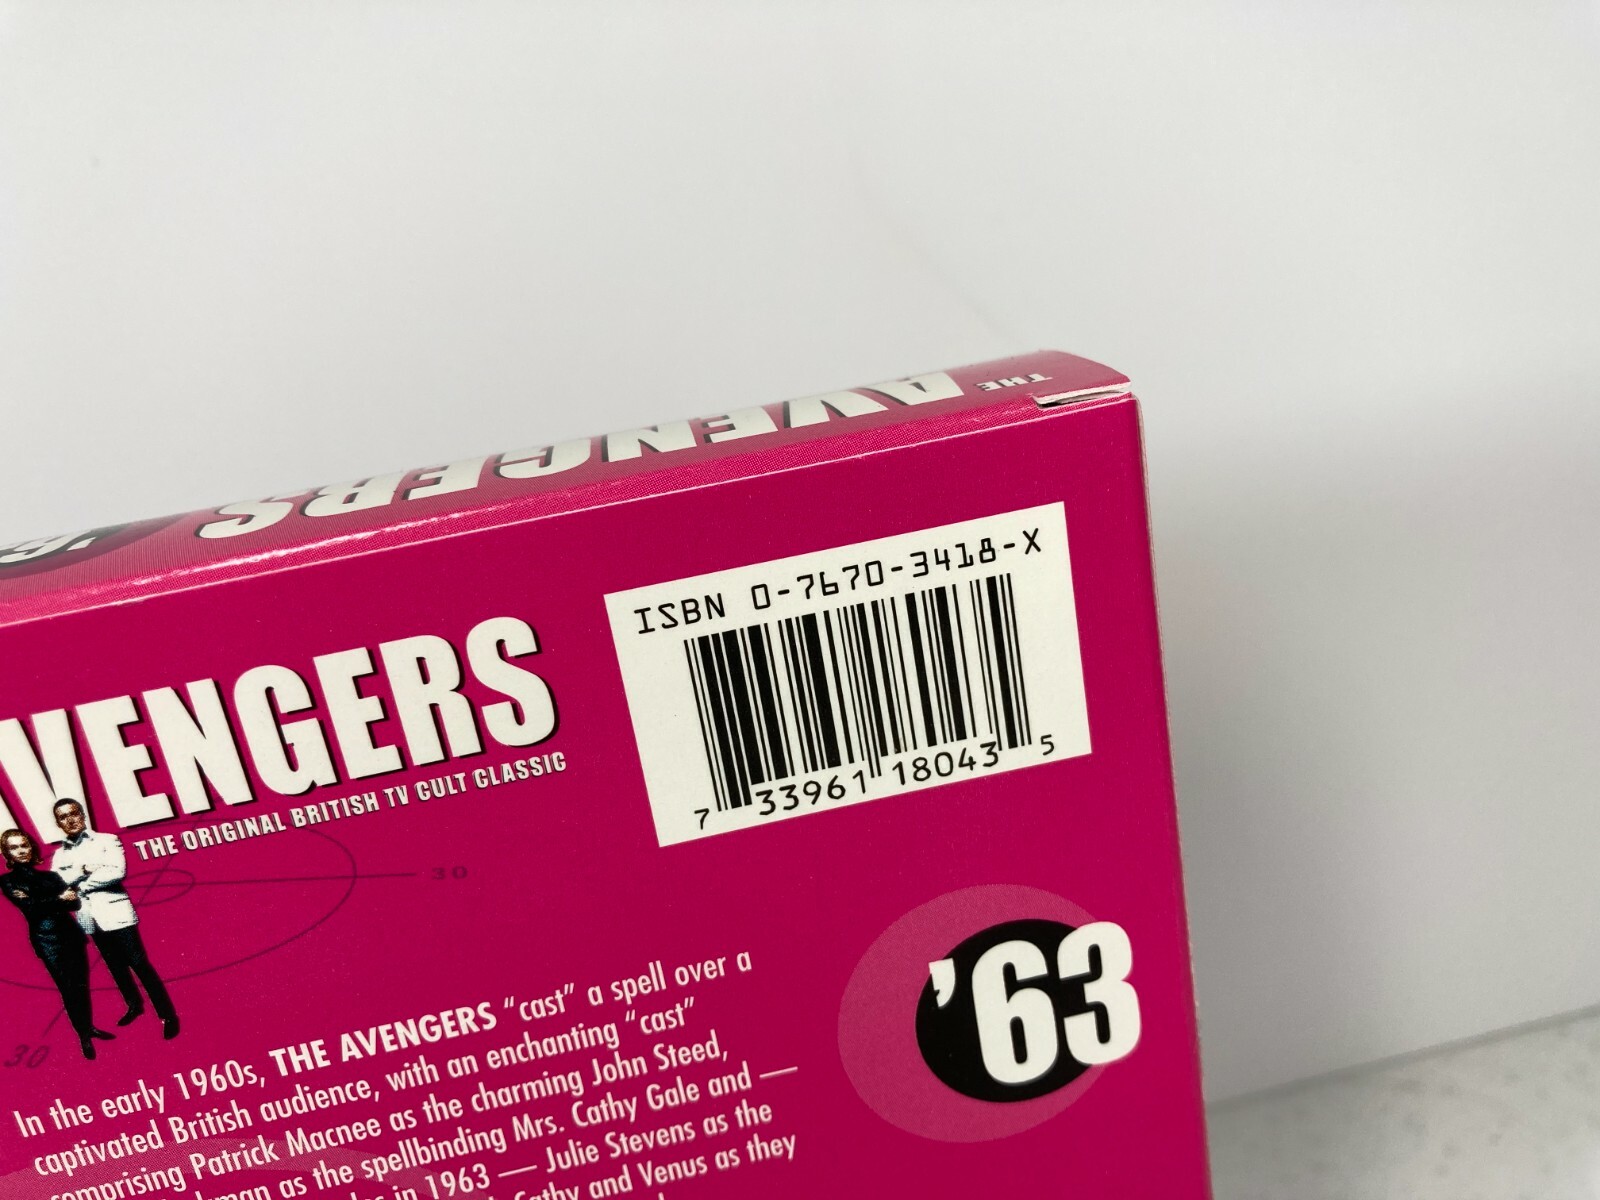 THE AVENGERS
ISBN 0-7670-3418-X
7 33961 18043 5
AVENGERS
THE ORIGINAL BRITISH TV CULT CLASSIC
30
30
'63
In the early 1960s, THE AVENGERS “cast” a spell over a
captivated British audience, with an enchanting “cast”
comprising Patrick Macnee as the charming John Steed,
as the spellbinding Mrs. Cathy Gale and —
in 1963 — Julie Stevens as the
Cathy and Venus as they